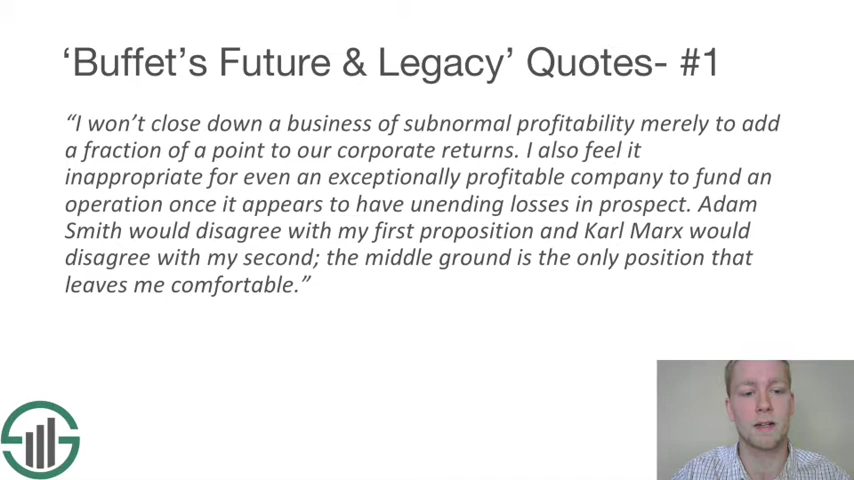 ‘Buffet’s Future & Legacy’ Quotes- #1
“I won’t close down a business of subnormal profitability merely to add
a fraction of a point to our corporate returns. I also feel it
inappropriate for even an exceptionally profitable company to fund an
operation once it appears to have unending losses in prospect. Adam
Smith would disagree with my first proposition and Karl Marx would
disagree with my second; the middle ground is the only position that
leaves me comfortable.”